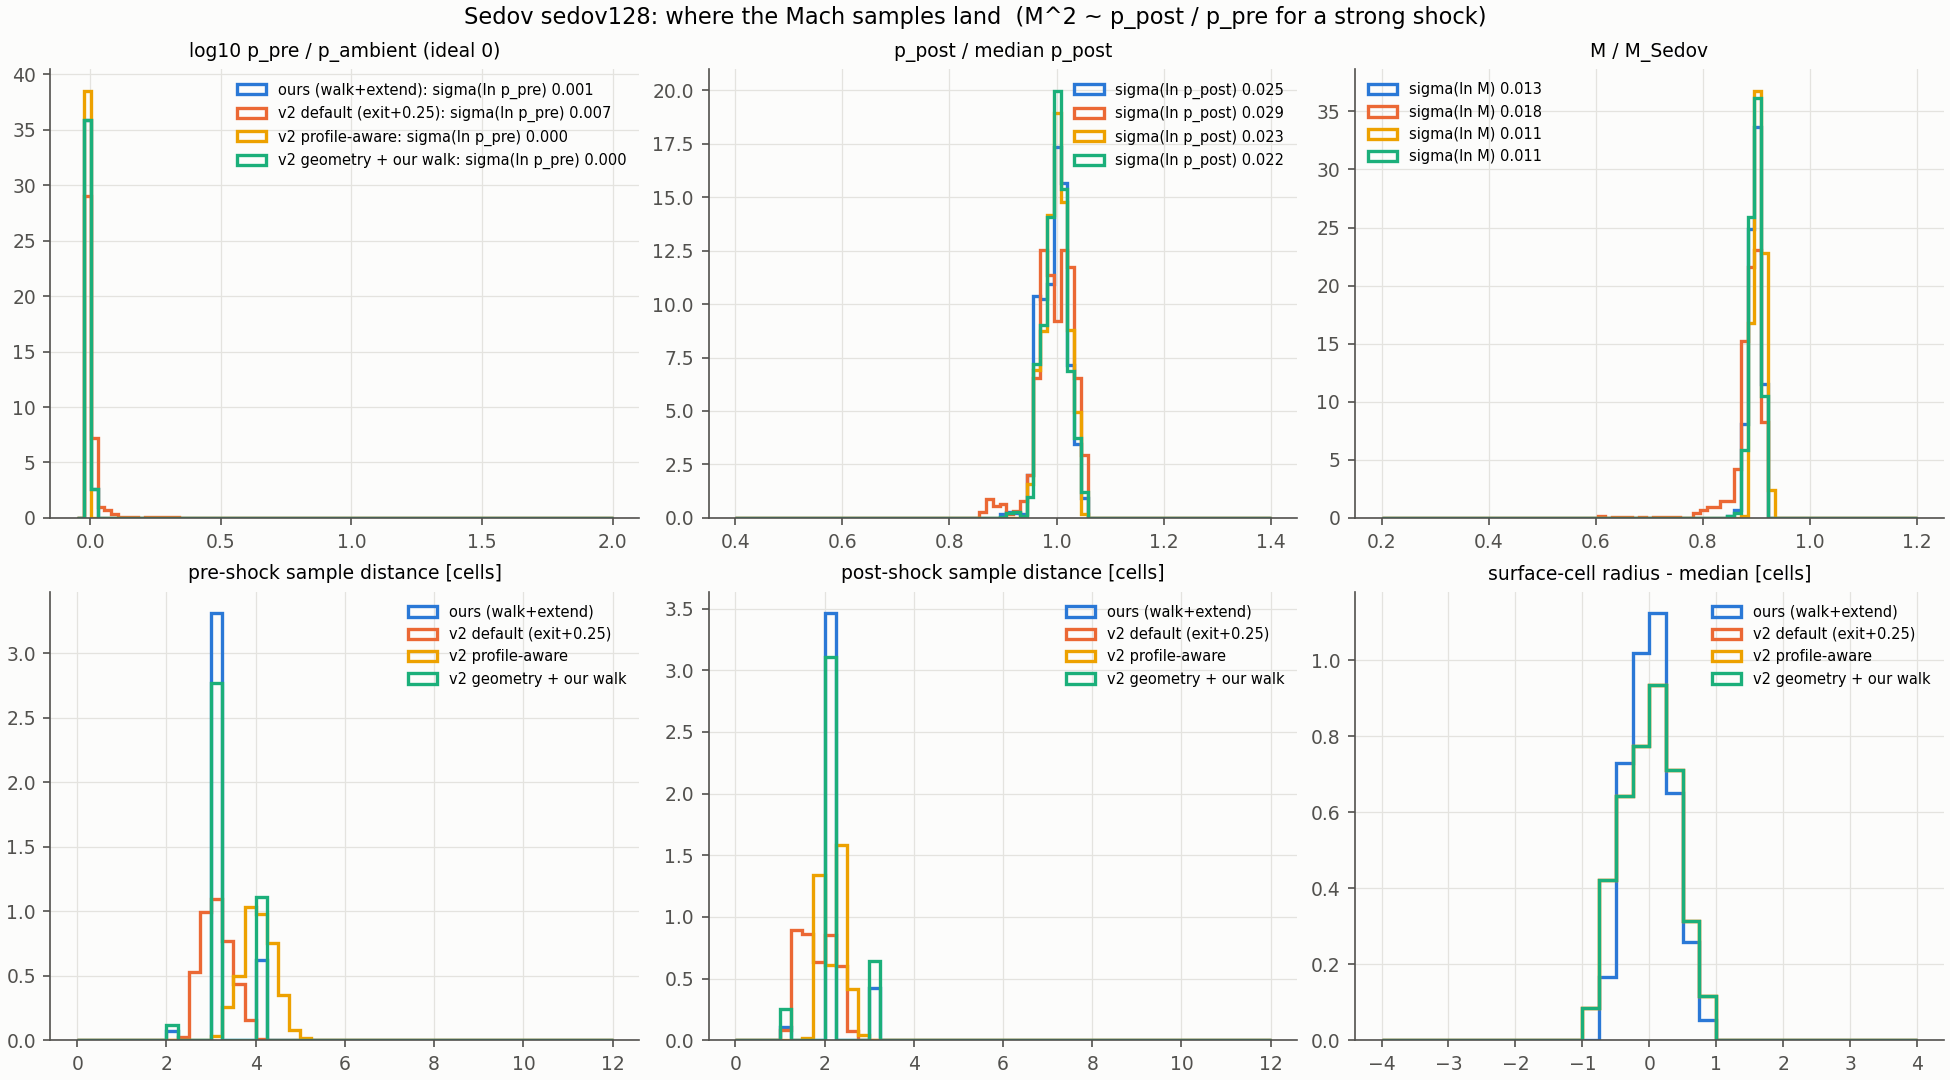 Sedov sedov128: where the Mach samples land  (M^2 ~ p_post / p_pre for a strong shock)
log10 p_pre / p_ambient (ideal 0)
40
35
30
25
20
15
10
5
0
0.0
0.5
1.0
1.5
2.0
ours (walk+extend): sigma(ln p_pre) 0.001
v2 default (exit+0.25): sigma(ln p_pre) 0.007
v2 profile-aware: sigma(ln p_pre) 0.000
v2 geometry + our walk: sigma(ln p_pre) 0.000
p_post / median p_post
20.0
17.5
15.0
12.5
10.0
7.5
5.0
2.5
0.0
0.4
0.6
0.8
1.0
1.2
1.4
sigma(ln p_post) 0.025
sigma(ln p_post) 0.029
sigma(ln p_post) 0.023
sigma(ln p_post) 0.022
M / M_Sedov
35
30
25
20
15
10
5
0
0.2
0.4
0.6
0.8
1.0
1.2
sigma(ln M) 0.013
sigma(ln M) 0.018
sigma(ln M) 0.011
sigma(ln M) 0.011
pre-shock sample distance [cells]
3.0
2.5
2.0
1.5
1.0
0.5
0.0
0
2
4
6
8
10
12
ours (walk+extend)
v2 default (exit+0.25)
v2 profile-aware
v2 geometry + our walk
post-shock sample distance [cells]
3.5
3.0
2.5
2.0
1.5
1.0
0.5
0.0
0
2
4
6
8
10
12
ours (walk+extend)
v2 default (exit+0.25)
v2 profile-aware
v2 geometry + our walk
surface-cell radius - median [cells]
1.0
0.8
0.6
0.4
0.2
0.0
−4
−3
−2
−1
0
1
2
3
4
ours (walk+extend)
v2 default (exit+0.25)
v2 profile-aware
v2 geometry + our walk